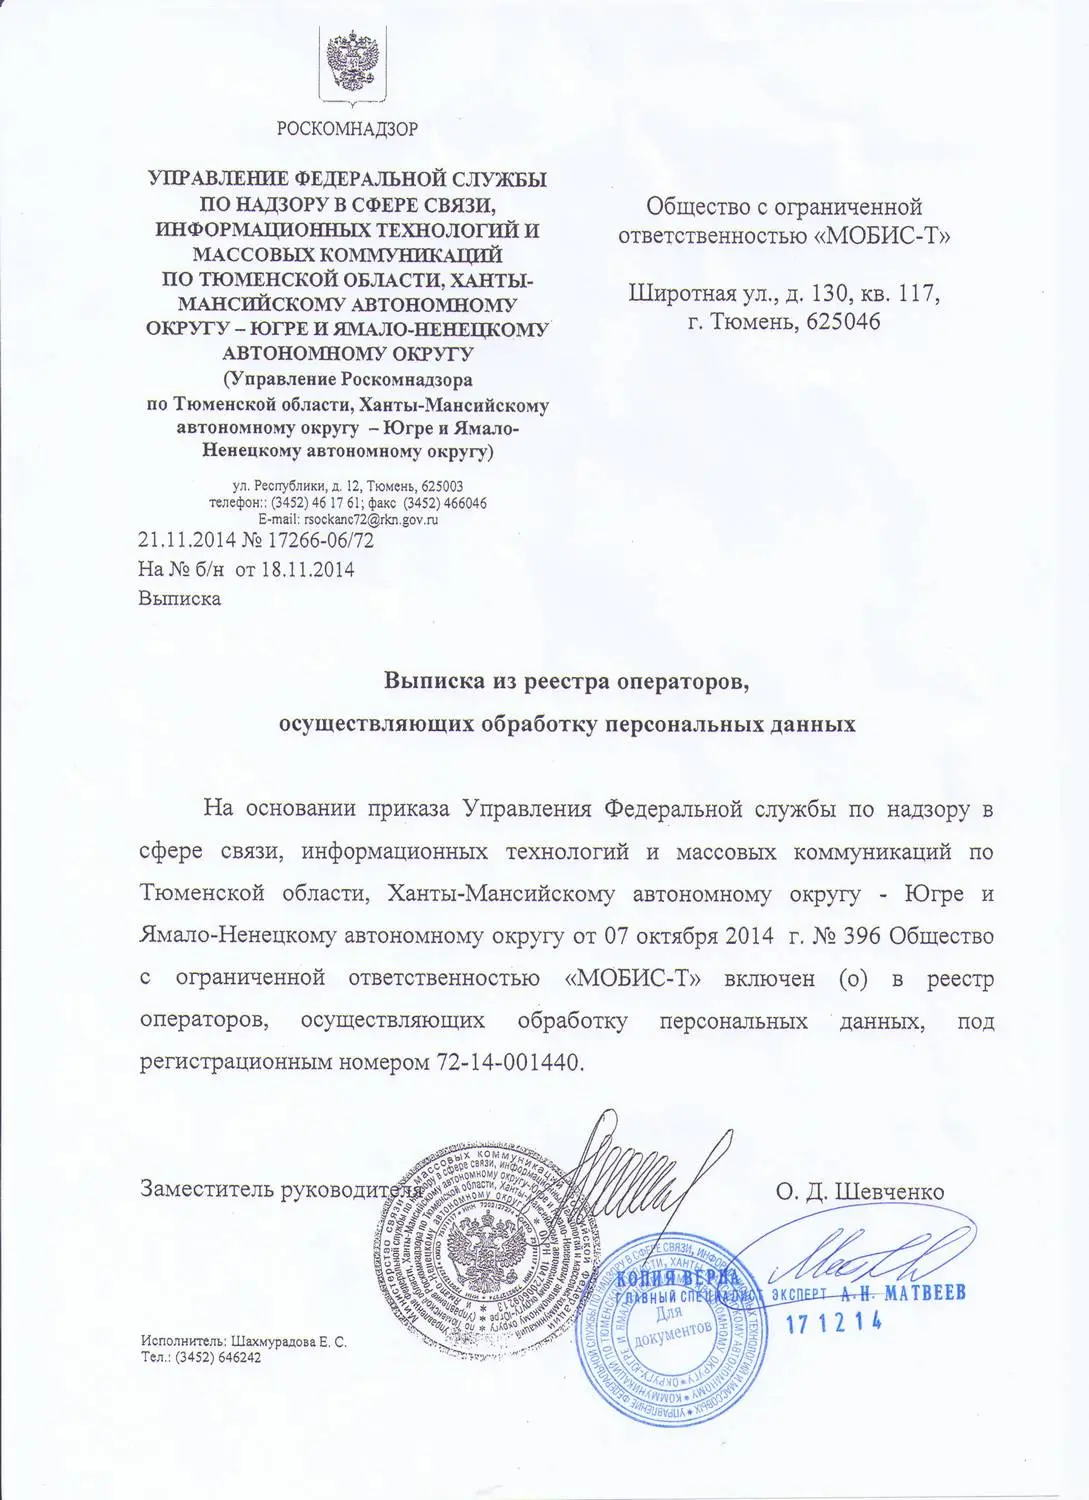 РОСКОМНАДЗОР
УПРАВЛЕНИЕ ФЕДЕРАЛЬНОЙ СЛУЖБЫ
ПО НАДЗОРУ В СФЕРЕ СВЯЗИ,
ИНФОРМАЦИОННЫХ ТЕХНОЛОГИЙ И
МАССОВЫХ КОММУНИКАЦИЙ
ПО ТЮМЕНСКОЙ ОБЛАСТИ, ХАНТЫ-
МАНСИЙСКОМУ АВТОНОМНОМУ
ОКРУГУ – ЮГРЕ И ЯМАЛО-НЕНЕЦКОМУ
АВТОНОМНОМУ ОКРУГУ
(Управление Роскомнадзора
по Тюменской области, Ханты-Мансийскому
автономному округу – Югре и Ямало-
Ненецкому автономному округу)
ул. Республики, д. 12, Тюмень, 625003
телефон:: (3452) 46 17 61; факс (3452) 466046
E-mail: rsockanc72@rkn.gov.ru
21.11.2014 № 17266-06/72
На № б/н от 18.11.2014
Выписка
Общество с ограниченной
ответственностью «МОБИС-Т»
Широтная ул., д. 130, кв. 117,
г. Тюмень, 625046
Выписка из реестра операторов,
осуществляющих обработку персональных данных
На основании приказа Управления Федеральной службы по надзору в
сфере связи, информационных технологий и массовых коммуникаций по
Тюменской области, Ханты-Мансийскому автономному округу - Югре и
Ямало-Ненецкому автономному округу от 07 октября 2014 г. № 396 Общество
с ограниченной ответственностью «МОБИС-Т» включен (о) в реестр
операторов, осуществляющих обработку персональных данных, под
регистрационным номером 72-14-001440.
Заместитель руководителя
О. Д. Шевченко
КОПИЯ ВЕРНА
ГЛАВНЫЙ СПЕЦИАЛИСТ ЭКСПЕРТ А.Н. МАТВЕЕВ
171214
Для
документов
Исполнитель: Шахмурадова Е. С.
Тел.: (3452) 646242